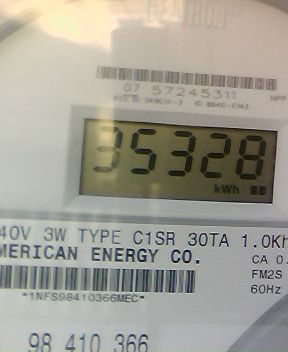 07 57245311
35328
kWh
40V 3W TYPE C1SR 30TA 1.0Kh
MERICAN ENERGY CO.
CA 0.
FM2S
*1NFS98410366MEC*
60Hz
98 410 366